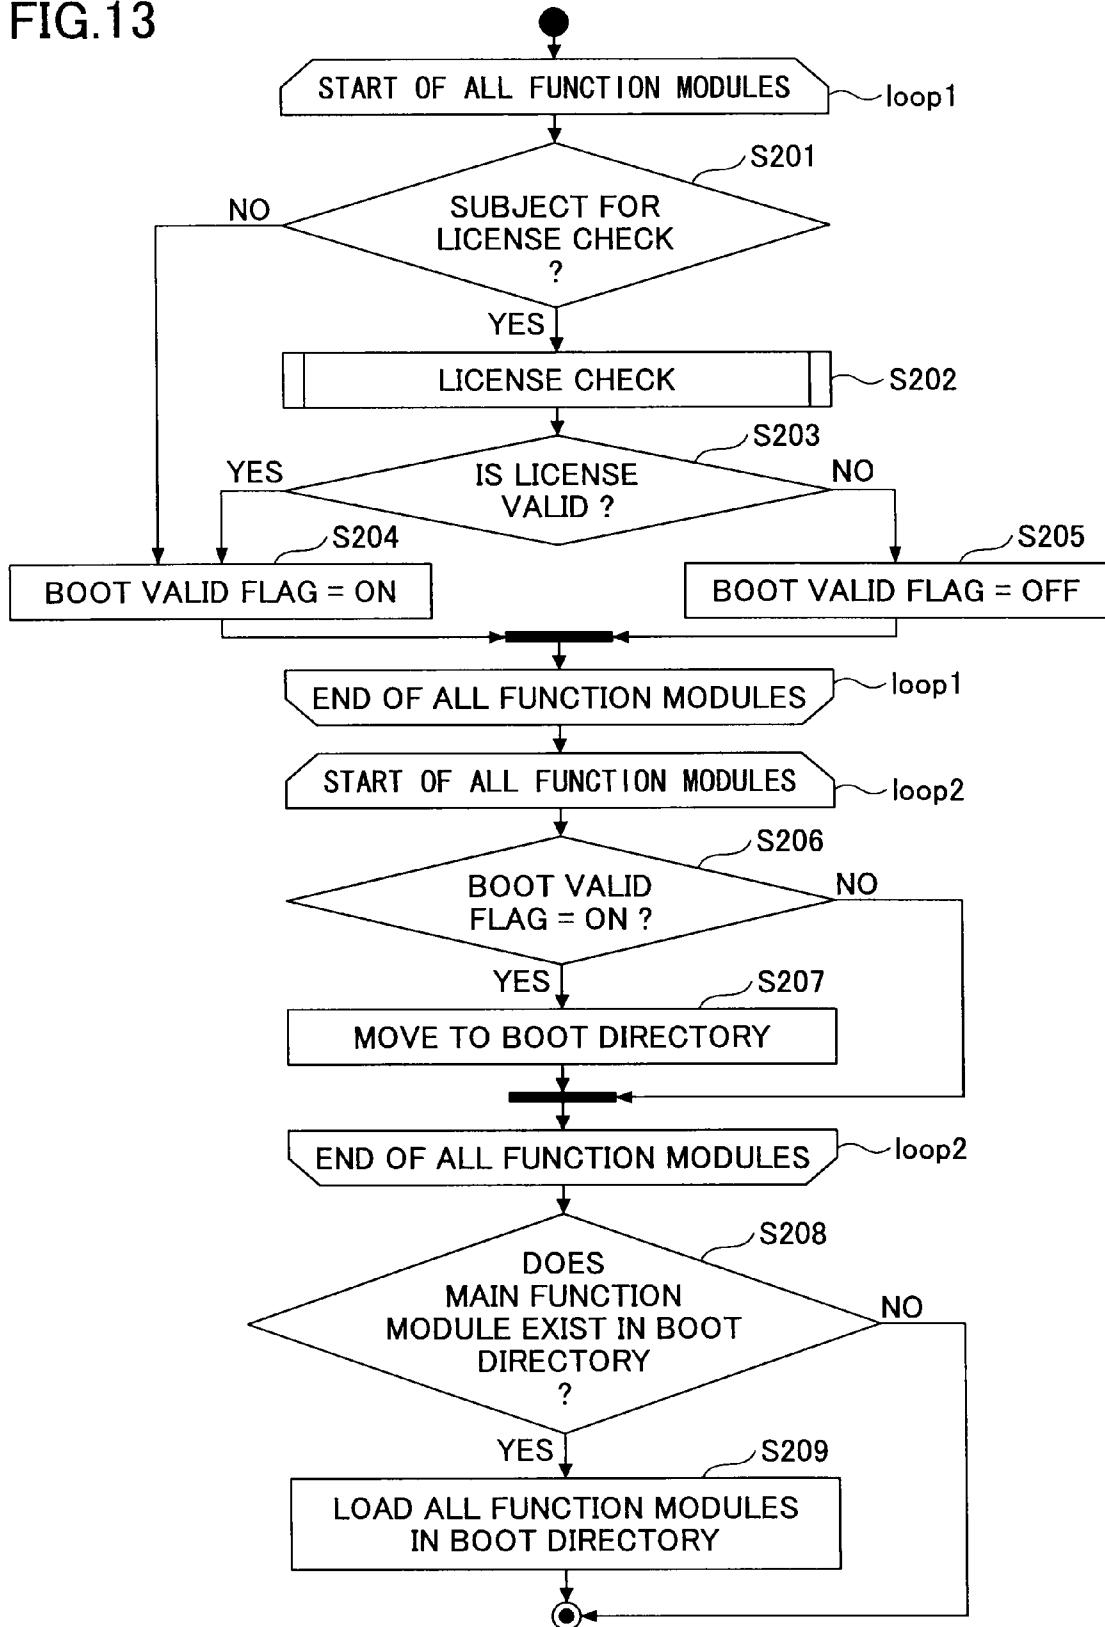 FIG.13
START OF ALL FUNCTION MODULES
loop1
S201
SUBJECT FOR
LICENSE CHECK
?
NO
YES
LICENSE CHECK
S202
S203
IS LICENSE
VALID ?
YES
NO
S204
BOOT VALID FLAG = ON
S205
BOOT VALID FLAG = OFF
END OF ALL FUNCTION MODULES
loop1
START OF ALL FUNCTION MODULES
loop2
S206
BOOT VALID
FLAG = ON ?
NO
YES
S207
MOVE TO BOOT DIRECTORY
END OF ALL FUNCTION MODULES
loop2
S208
DOES
MAIN FUNCTION
MODULE EXIST IN BOOT
DIRECTORY
?
NO
YES
S209
LOAD ALL FUNCTION MODULES
IN BOOT DIRECTORY